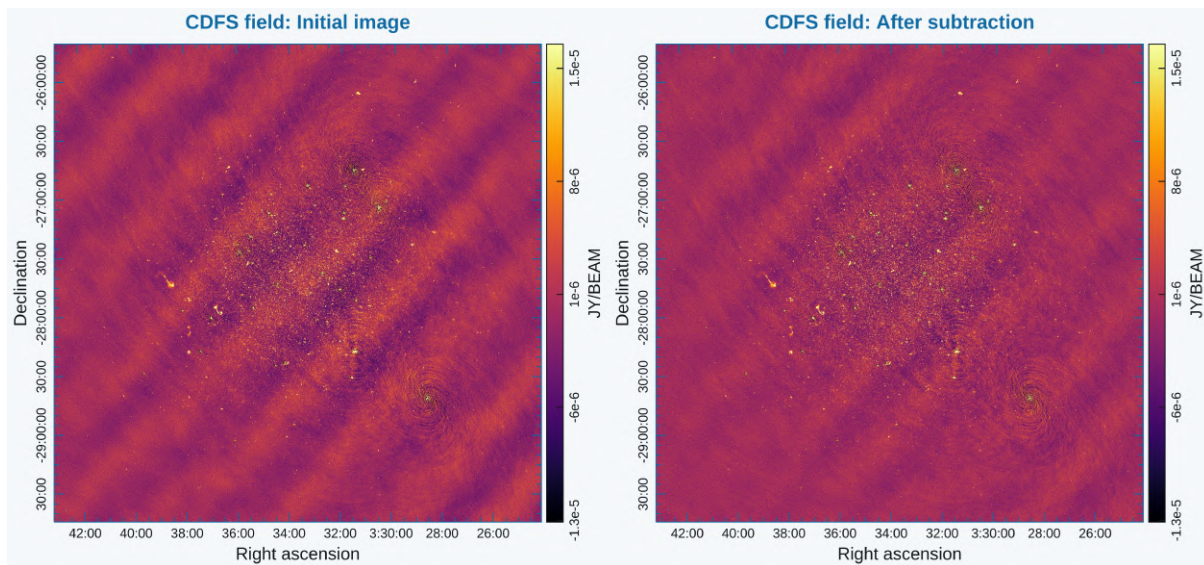 CDFS field: Initial image
-26:00:00
30:00
-27:00:00
30:00
-28:00:00
30:00
-29:00:00
30:00
Declination
42:00
40:00
38:00
36:00
34:00
32:00
3:30:00
28:00
26:00
Right ascension
1.5e-5
8e-6
1e-6
-6e-6
-1.3e-5
JY/BEAM
CDFS field: After subtraction
-26:00:00
30:00
-27:00:00
30:00
-28:00:00
30:00
-29:00:00
30:00
Declination
42:00
40:00
38:00
36:00
34:00
32:00
3:30:00
28:00
26:00
Right ascension
1.5e-5
8e-6
1e-6
-6e-6
-1.3e-5
JY/BEAM